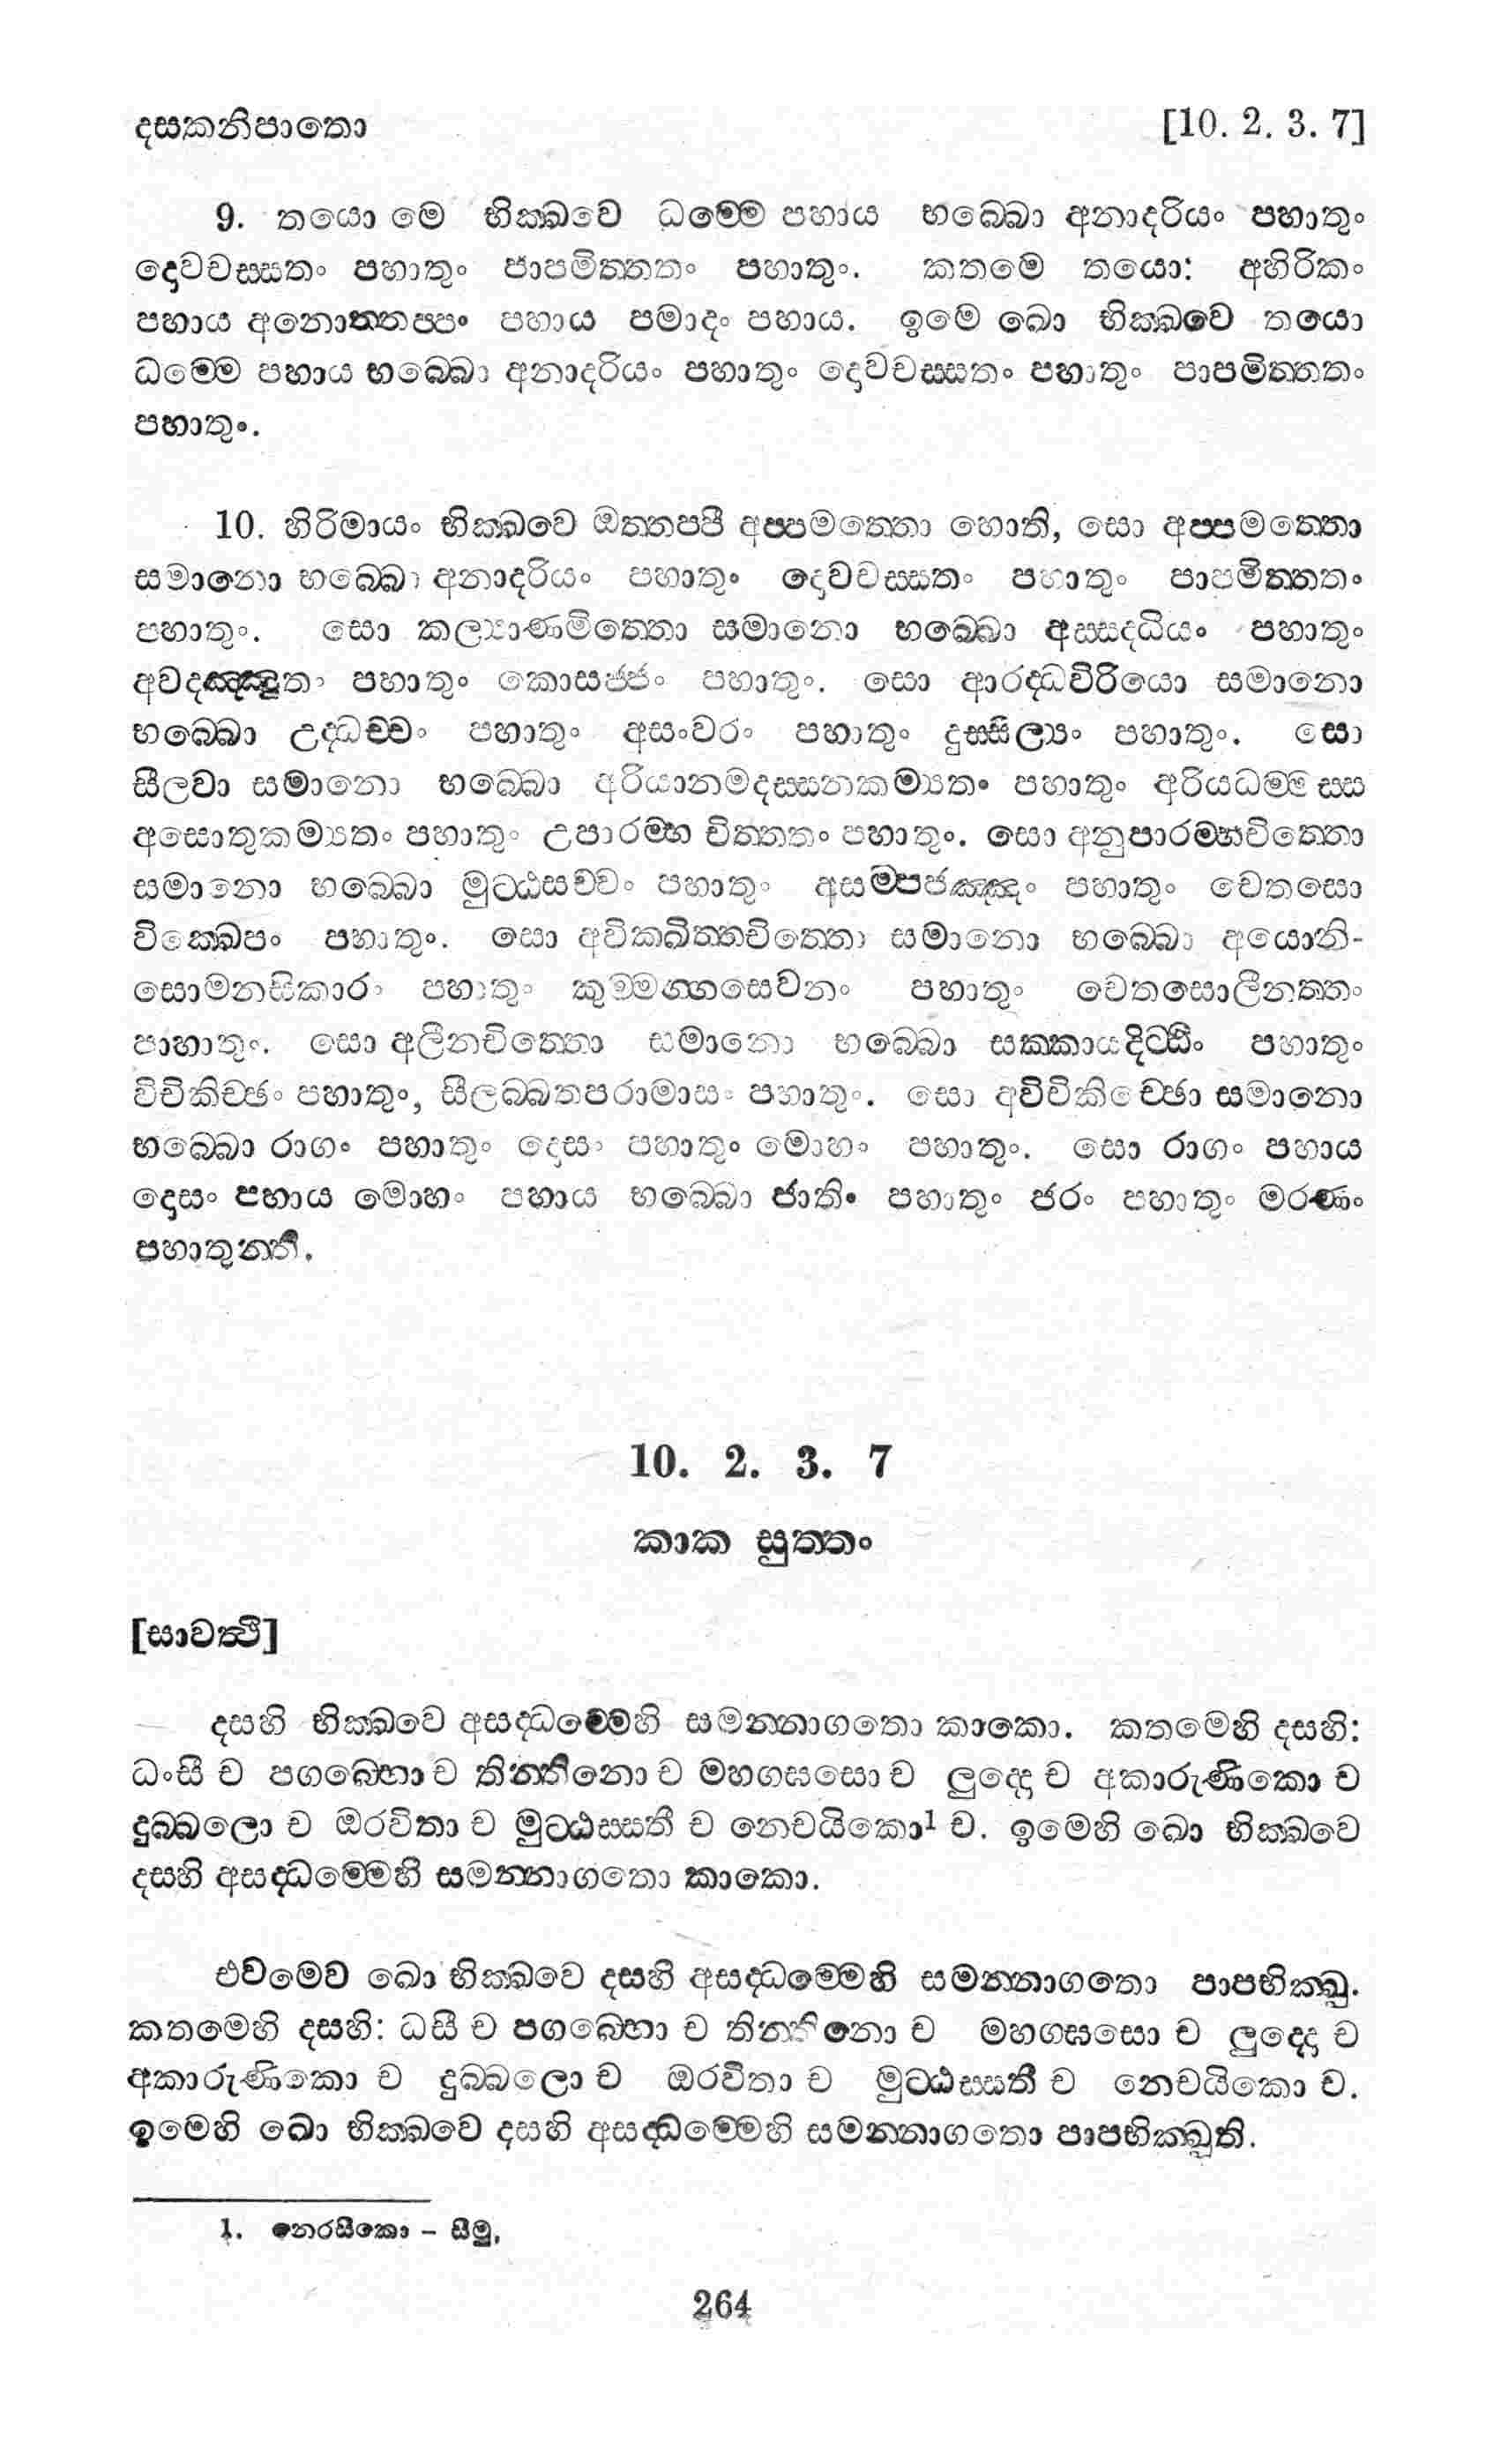 දසකනිපාතො [10. 2. 3. 7]
9. තයො මෙ භික්ඛවෙ ධම්මෙ පහාය භබ්බො අනාදරියං පහාතුං
දොවචස්සතං පහාතුං පාපමිත්තතං පහාතුං. කතමෙ තයො: අහිරිකං
පහාය අනොත්තප්පං පහාය පමාදං පහාය. ඉමෙ ඛො භික්ඛවෙ තයො
ධම්මෙ පහාය භබ්බො අනාදරියං පහාතුං දොවචස්සතං පහාතුං පාපමිත්තතං
පහාතුං.
10. හිරිමායං භික්ඛවෙ ඔත්තප්පී අප්පමත්තො හොති, සො අප්පමත්තො
සමානො භබ්බො අනාදරියං පහාතුං දොවචස්සතං පහාතුං පාපමිත්තතං
පහාතුං. සො කල්‍යාණමිත්තො සමානො භබ්බො අස්සද්ධියං පහාතුං
අවදඤ්ඤුතං පහාතුං කොසජ්ජං පහාතුං. සො ආරද්ධවිරියො සමානො
භබ්බො උද්ධච්චං පහාතුං අසංවරං පහාතුං දුස්සීල්‍යං පහාතුං. සො
සීලවා සමානො භබ්බො අරියානමදස්සනකම්‍යතං පහාතුං අරියධම්මස්ස
අසොතුකම්‍යතං පහාතුං උපාරම්භ චිත්තතං පහාතුං. සො අනුපාරම්භචිත්තො
සමානො භබ්බො මුට්ඨසච්චං පහාතුං අසම්පජඤ්ඤං පහාතුං චෙතසො
වික්ඛෙපං පහාතුං. සො අවික්ඛිත්තචිත්තො සමානො භබ්බො අයොනි-
සොමනසිකාරං පහාතුං කුම්මග්ගසෙවනං පහාතුං චෙතසොලීනත්තං
පාහාතුං. සො අලීනචිත්තො සමානො භබ්බො සක්කායදිට්ඨිං පහාතුං
විචිකිච්ඡං පහාතුං, සීලබ්බතපරාමාසං පහාතුං. සො අවිචිකිච්ඡො සමානො
භබ්බො රාගං පහාතුං දොසං පහාතුං මොහං පහාතුං. සො රාගං පහාය
දොසං පහාය මොහං පහාය භබ්බො ජාතිං පහාතුං ජරං පහාතුං මරණං
පහාතුන්ති.
10. 2. 3. 7
කාක සුත්තං
[සාවත්ථි]
දසහි භික්ඛවෙ අසද්ධම්මෙහි සමන්නාගතො කාකො. කතමෙහි දසහි:
ධංසී ච පගබ්භො ච තින්තිනො ච මහග්ඝසො ච ලුද්දො ච අකාරුණිකො ච
දුබ්බලො ච ඔරවිතා ච මුට්ඨස්සතී ච නෙචයිකො¹ ච. ඉමෙහි ඛො භික්ඛවෙ
දසහි අසද්ධම්මෙහි සමන්නාගතො කාකො.
එවමෙව ඛො භික්ඛවෙ දසහි අසද්ධම්මෙහි සමන්නාගතො පාපභික්ඛු.
කතමෙහි දසහි: ධසී ච පගබ්භො ච තින්තිනො ච මහග්ඝසො ච ලුද්දො ච
අකාරුණිකො ච දුබ්බලො ච ඔරවිතා ච මුට්ඨස්සතී ච නෙචයිකො ච.
ඉමෙහි ඛො භික්ඛවෙ දසහි අසද්ධම්මෙහි සමන්නාගතො පාපභික්ඛූති.
1. නෙරසීකො – සීමු,
264